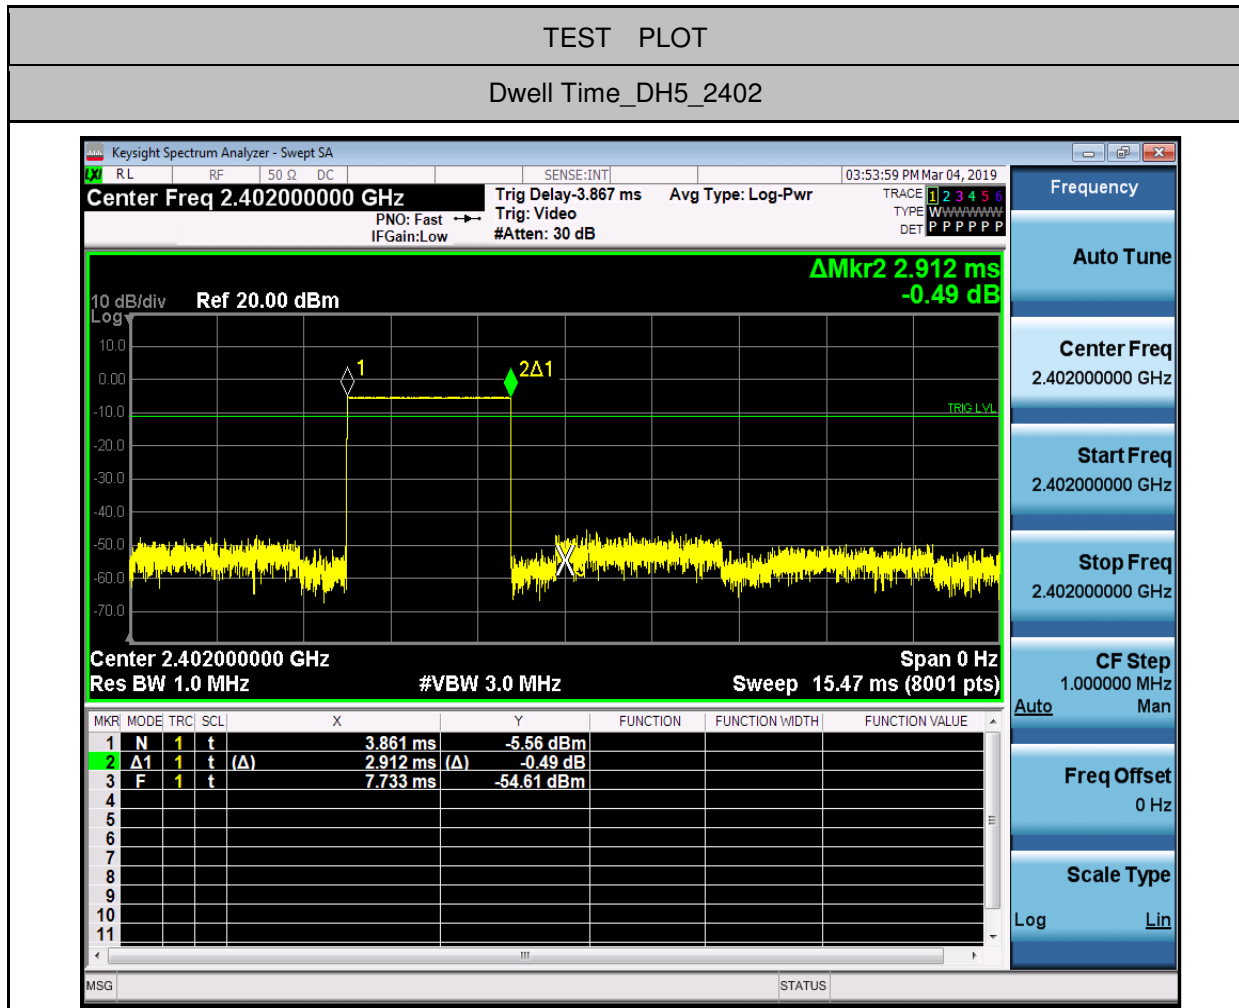 TEST PLOT
Dwell Time_DH5_2402
Keysight Spectrum Analyzer - Swept SA
LXI RL RF 50 Ω DC SENSE:INT 03:53:59 PM Mar 04, 2019
Center Freq 2.402000000 GHz Trig Delay-3.867 ms Avg Type: Log-Pwr TRACE 1 2 3 4 5 6
PNO: Fast Trig: Video TYPE WWWWWW
IFGain:Low #Atten: 30 dB DET P P P P P P
ΔMkr2 2.912 ms
-0.49 dB
10 dB/div Ref 20.00 dBm
Log
10.0
0.00
-10.0
-20.0
-30.0
-40.0
-50.0
-60.0
-70.0
1
2Δ1
TRIG LVL
Center 2.402000000 GHz Span 0 Hz
Res BW 1.0 MHz #VBW 3.0 MHz Sweep 15.47 ms (8001 pts)
MKR MODE TRC SCL X Y FUNCTION FUNCTION WIDTH FUNCTION VALUE
1 N 1 t 3.861 ms -5.56 dBm
2 Δ1 1 t (Δ) 2.912 ms (Δ) -0.49 dB
3 F 1 t 7.733 ms -54.61 dBm
4
5
6
7
8
9
10
11
MSG STATUS
Frequency
Auto Tune
Center Freq
2.402000000 GHz
Start Freq
2.402000000 GHz
Stop Freq
2.402000000 GHz
CF Step
1.000000 MHz
Auto Man
Freq Offset
0 Hz
Scale Type
Log Lin